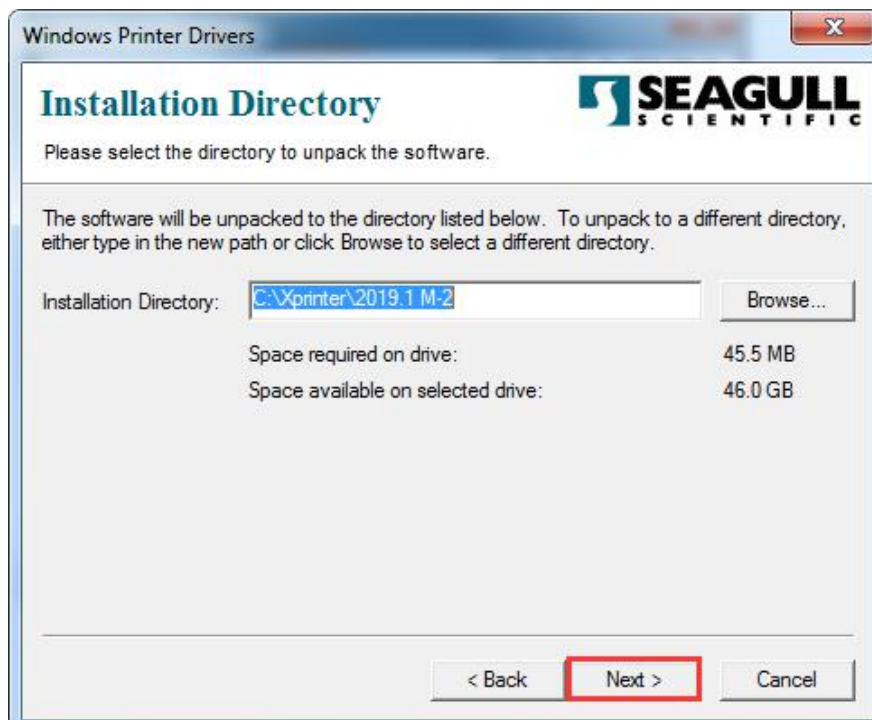 Windows Printer Drivers
Installation Directory
SEAGULL
SCIENTIFIC
Please select the directory to unpack the software.
The software will be unpacked to the directory listed below. To unpack to a different directory,
either type in the new path or click Browse to select a different directory.
Installation Directory: C:\Xprinter\2019.1 M-2 Browse...
Space required on drive: 45.5 MB
Space available on selected drive: 46.0 GB
< Back Next > Cancel